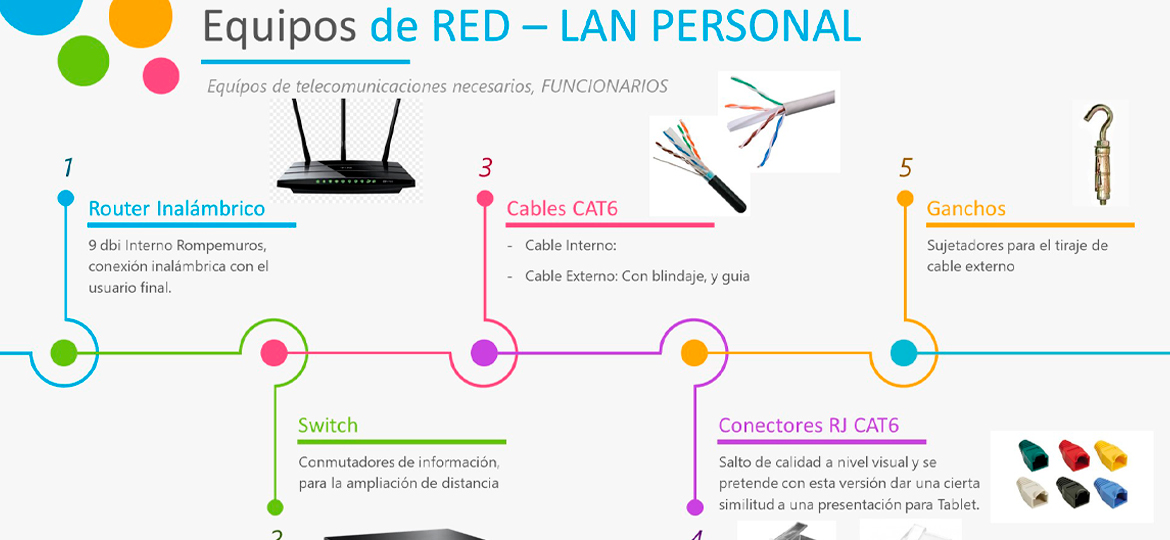 Equipos de RED – LAN PERSONAL
Equípos de telecomunicaciones necesarios, FUNCIONARIOS
1
Router Inalámbrico
9 dbi Interno Rompemuros,
conexión inalámbrica con el
usuario final.
3
Cables CAT6
- Cable Interno:
- Cable Externo: Con blindaje, y guia
5
Ganchos
Sujetadores para el tiraje de
cable externo
Switch
Conmutadores de información,
para la ampliación de distancia
2
Conectores RJ CAT6
Salto de calidad a nivel visual y se
pretende con esta versión dar una cierta
similitud a una presentación para Tablet.
4